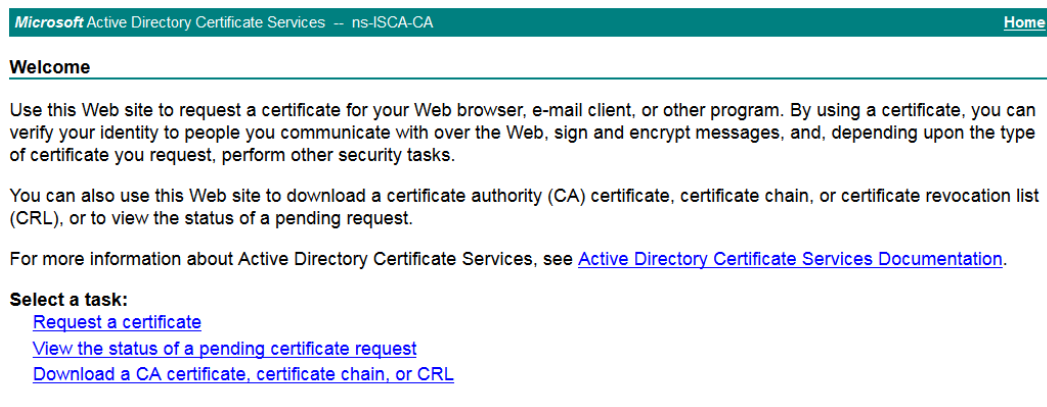 Microsoft Active Directory Certificate Services -- ns-ISCA-CA Home
Welcome
Use this Web site to request a certificate for your Web browser, e-mail client, or other program. By using a certificate, you can
verify your identity to people you communicate with over the Web, sign and encrypt messages, and, depending upon the type
of certificate you request, perform other security tasks.
You can also use this Web site to download a certificate authority (CA) certificate, certificate chain, or certificate revocation list
(CRL), or to view the status of a pending request.
For more information about Active Directory Certificate Services, see Active Directory Certificate Services Documentation.
Select a task:
Request a certificate
View the status of a pending certificate request
Download a CA certificate, certificate chain, or CRL